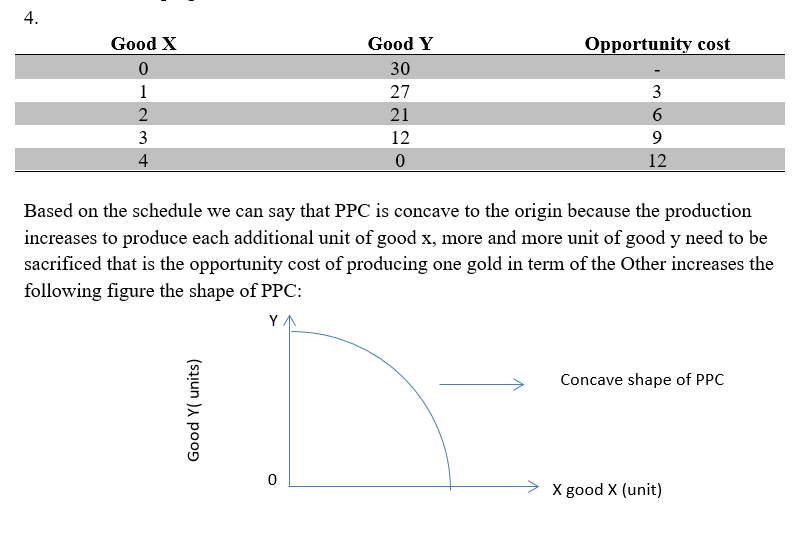 4.
Good X Good Y Opportunity cost
0 30 -
1 27 3
2 21 6
3 12 9
4 0 12
Based on the schedule we can say that PPC is concave to the origin because the production
increases to produce each additional unit of good x, more and more unit of good y need to be
sacrificed that is the opportunity cost of producing one gold in term of the Other increases the
following figure the shape of PPC:
Y
Good Y( units)
Concave shape of PPC
0
X good X (unit)